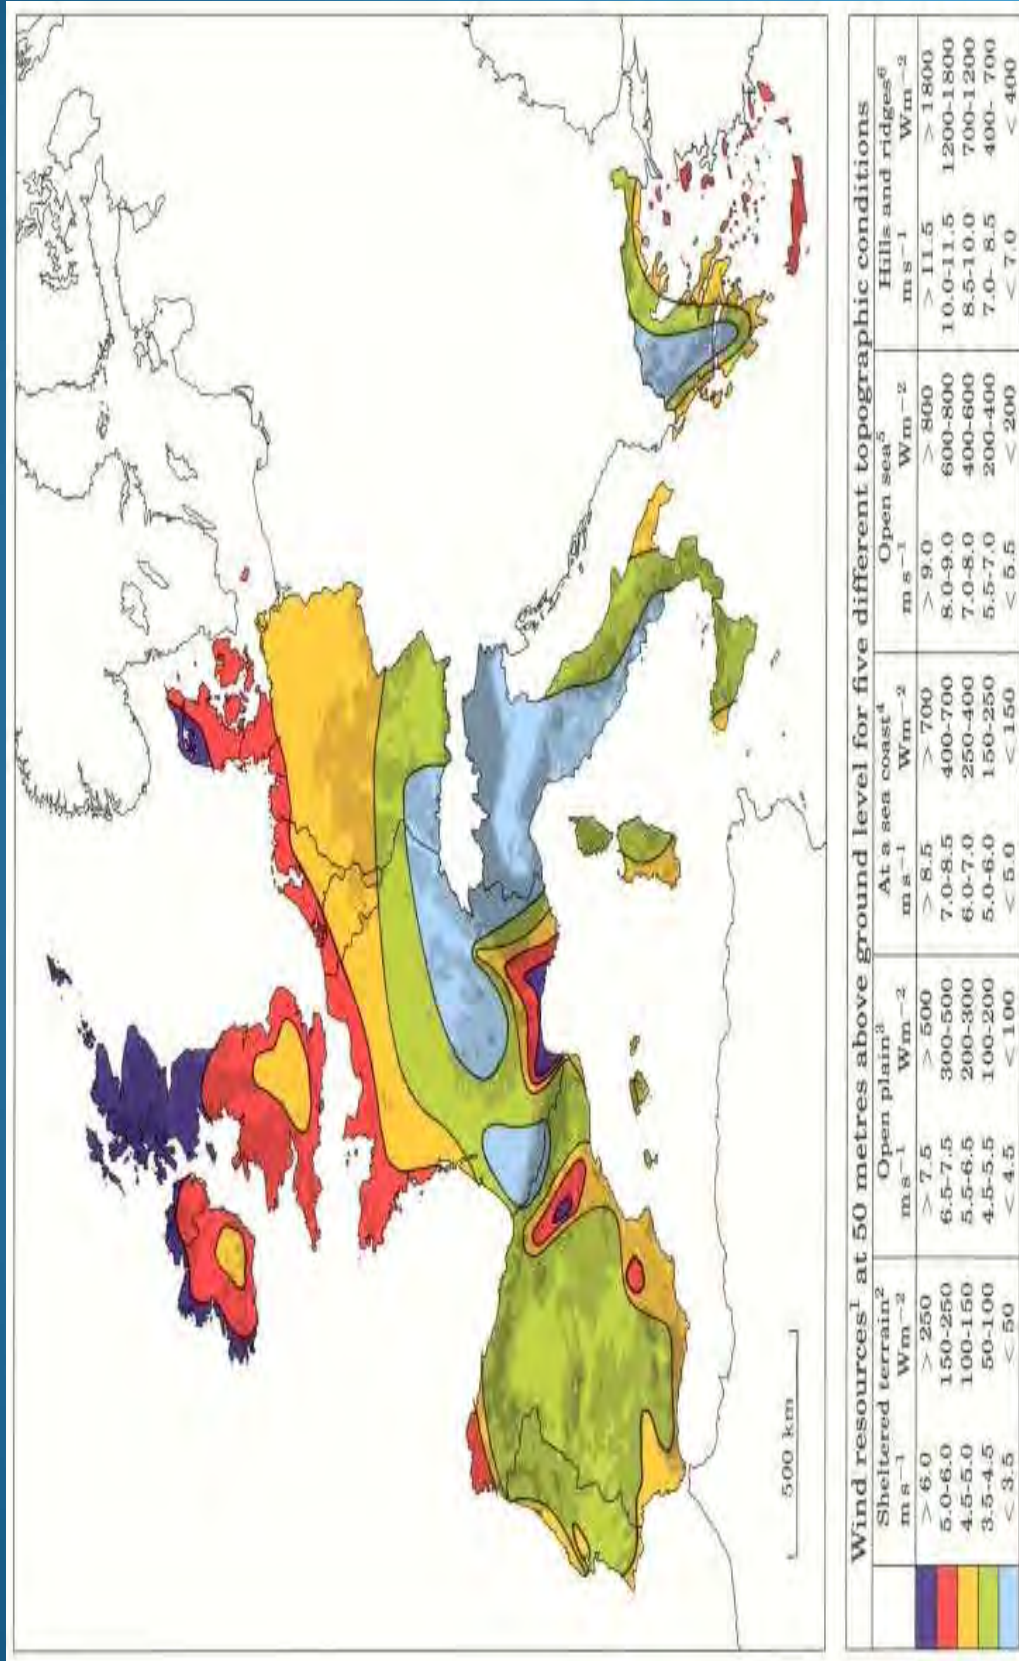 500 km
Wind resources¹ at 50 metres above ground level for five different topographic conditions
Sheltered terrain² Open plain³ At a sea coast⁴ Open sea⁵ Hills and ridges⁶
m s⁻¹ Wm⁻² m s⁻¹ Wm⁻² m s⁻¹ Wm⁻² m s⁻¹ Wm⁻² m s⁻¹ Wm⁻²
> 6.0 > 250 > 7.5 > 500 > 8.5 > 700 > 9.0 > 800 > 11.5 > 1800
5.0-6.0 150-250 6.5-7.5 300-500 7.0-8.5 400-700 8.0-9.0 600-800 10.0-11.5 1200-1800
4.5-5.0 100-150 5.5-6.5 200-300 6.0-7.0 250-400 7.0-8.0 400-600 8.5-10.0 700-1200
3.5-4.5 50-100 4.5-5.5 100-200 5.0-6.0 150-250 5.5-7.0 200-400 7.0- 8.5 400- 700
< 3.5 < 50 < 4.5 < 100 < 5.0 < 150 < 5.5 < 200 < 7.0 < 400